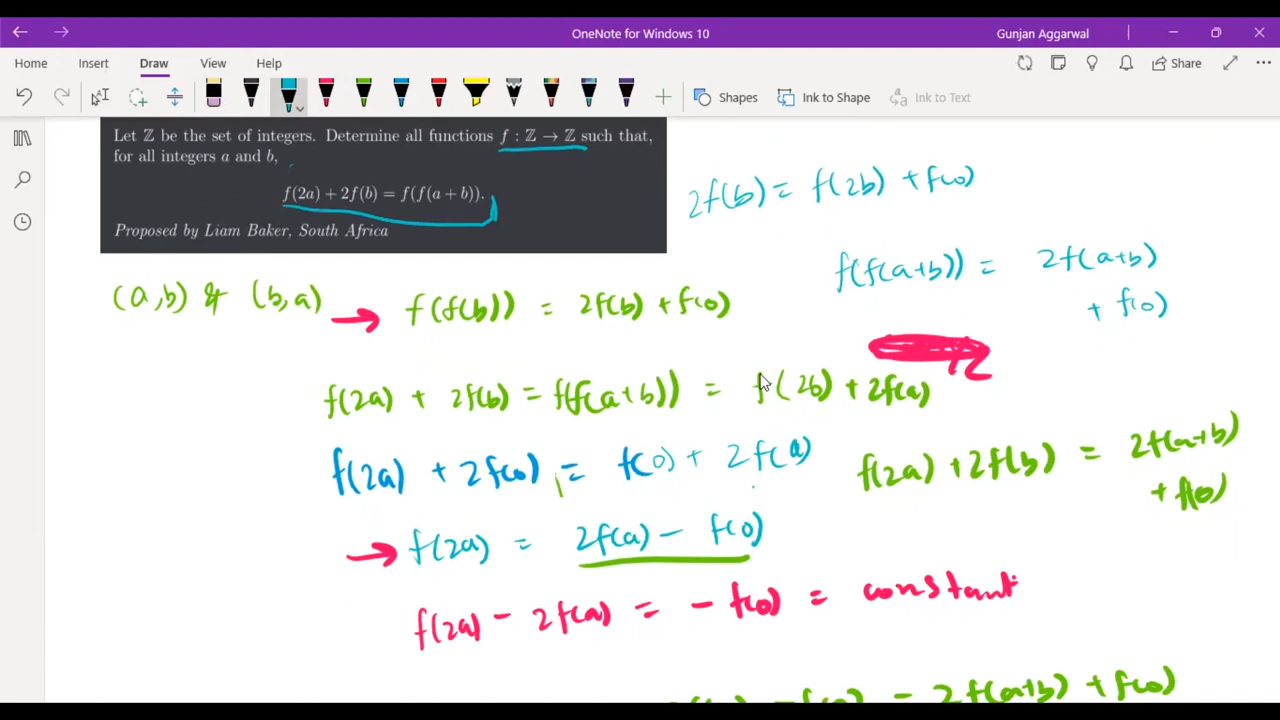 OneNote for Windows 10
Gunjan Aggarwal
Home Insert Draw View Help
Share
Shapes
Ink to Shape
Ink to Text
Let ℤ be the set of integers. Determine all functions f : ℤ → ℤ such that,
for all integers a and b,
f(2a) + 2f(b) = f(f(a + b)).
Proposed by Liam Baker, South Africa
2f(b) = f(2b) + f(0)
f(f(a+b)) = 2f(a+b)
+ f(0)
(a,b) & (b,a) → f(f(b)) = 2f(b) + f(0)
f(2a) + 2f(b) = f(f(a+b)) = f(2b) + 2f(a)
f(2a) + 2f(0) = f(0) + 2f(a)
f(2a) + 2f(b) = 2f(a+b)
+ f(0)
→ f(2a) = 2f(a) - f(0)
f(2a) - 2f(a) = - f(0) = constant
= 2f(a+b) + f(0)